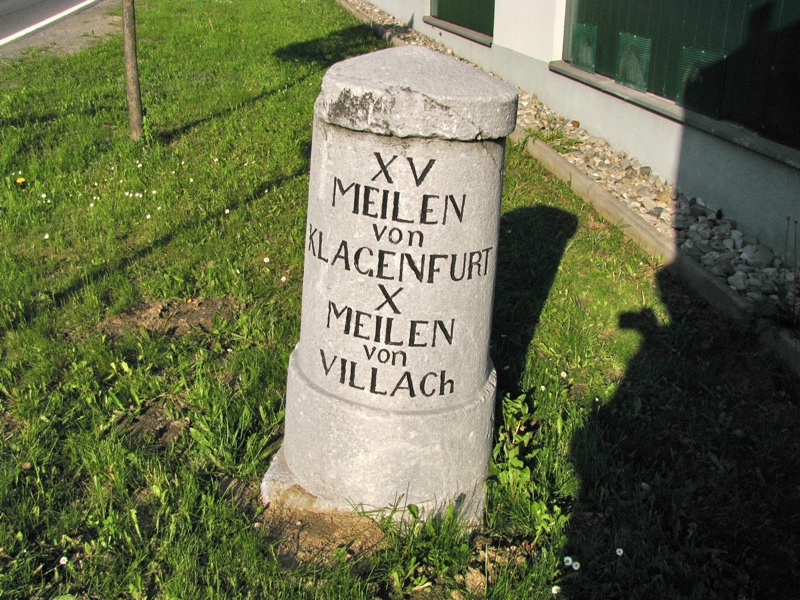 XV
MEILEN
von
KLAGENFURT
X
MEILEN
von
VILLACh